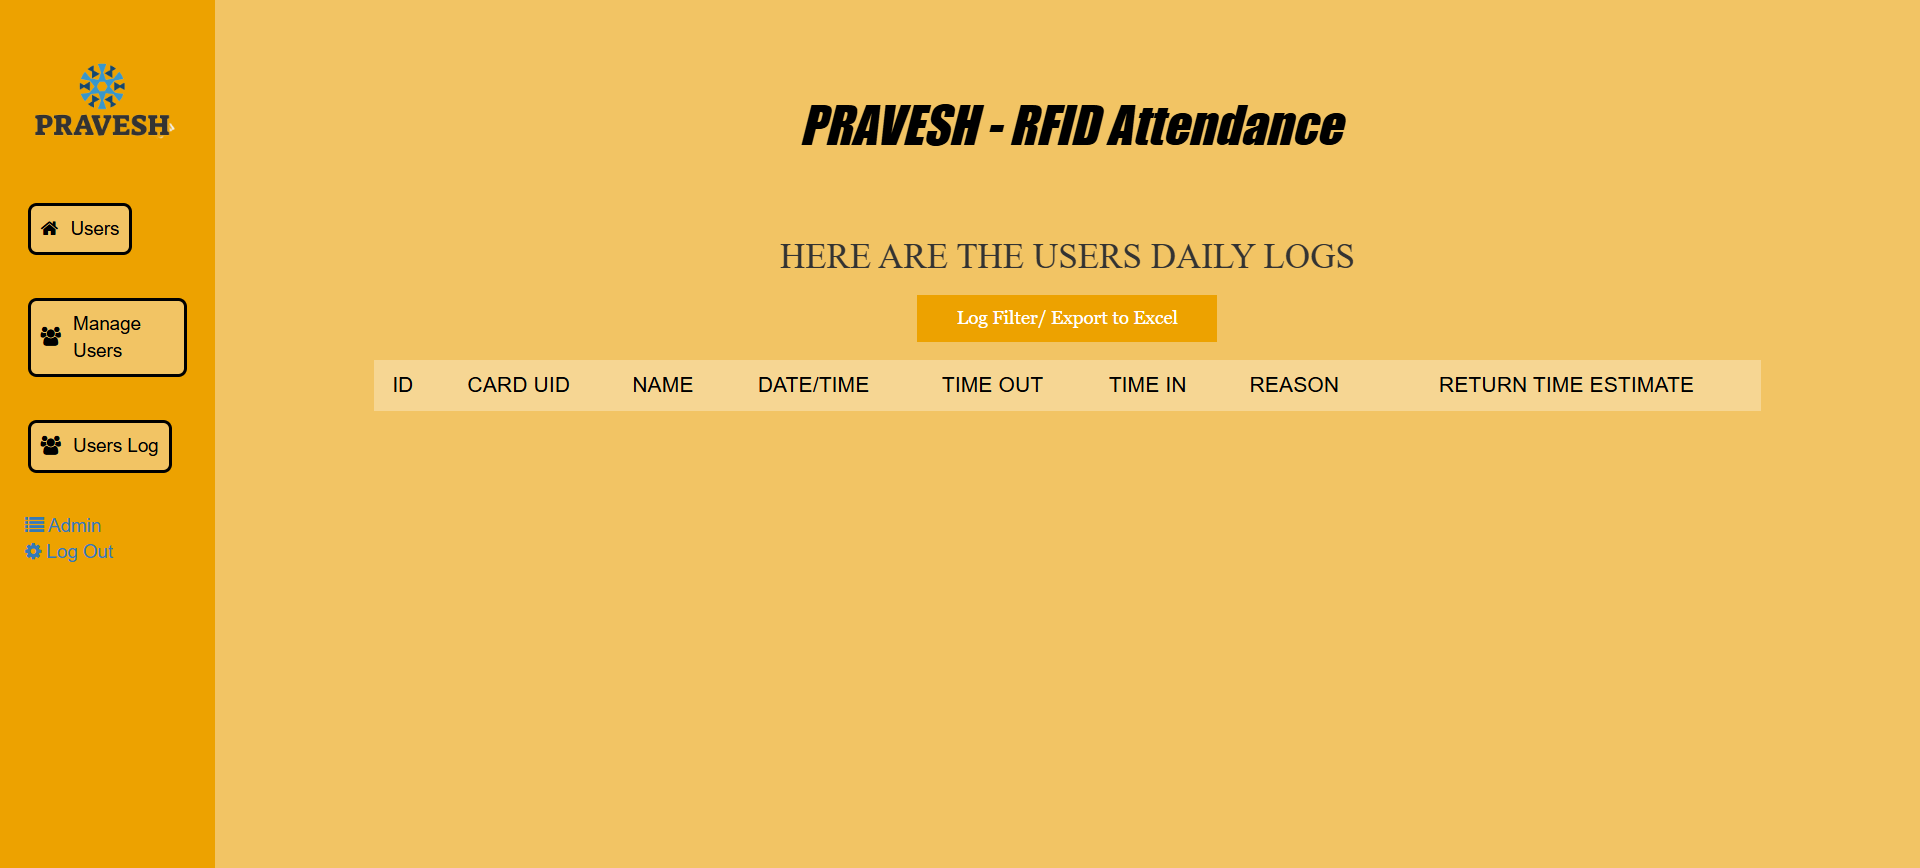 PRAVESH
Users
Manage
Users
Users Log
Admin
Log Out
PRAVESH - RFID Attendance
HERE ARE THE USERS DAILY LOGS
Log Filter/ Export to Excel
ID CARD UID NAME DATE/TIME TIME OUT TIME IN REASON RETURN TIME ESTIMATE